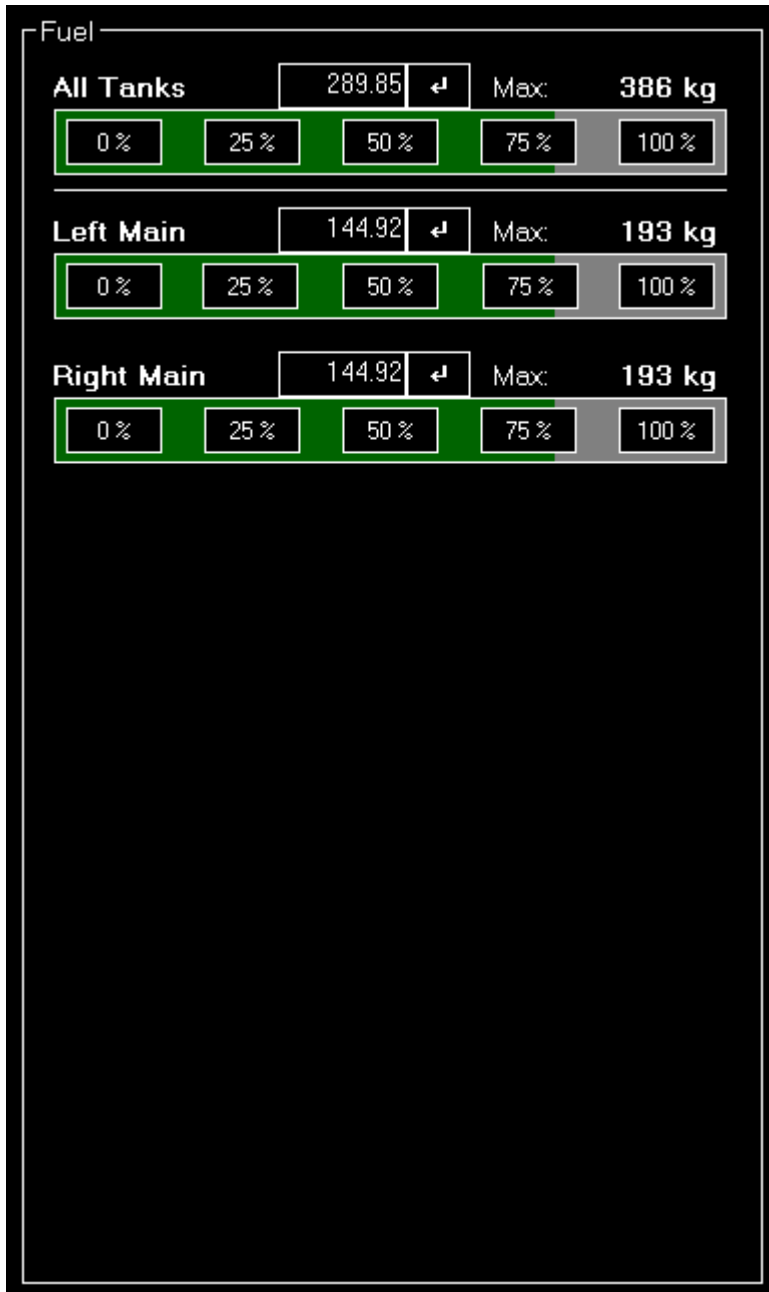 Fuel
All Tanks 289.85 ↵ Max: 386 kg
0 % 25 % 50 % 75 % 100 %
Left Main 144.92 ↵ Max: 193 kg
0 % 25 % 50 % 75 % 100 %
Right Main 144.92 ↵ Max: 193 kg
0 % 25 % 50 % 75 % 100 %